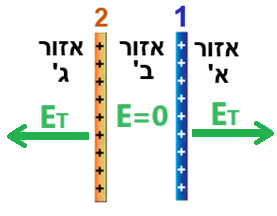 2 1
אזור א' אזור ב' אזור ג'
ET E=0 ET
+ + + + + + + + +
+ + + + + + + + +